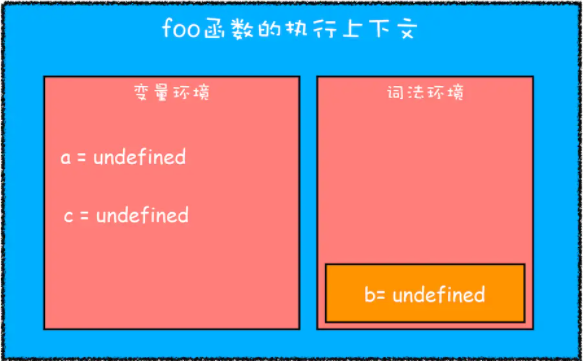 foo函数的执行上下文
变量环境
词法环境
a = undefined
c = undefined
b= undefined